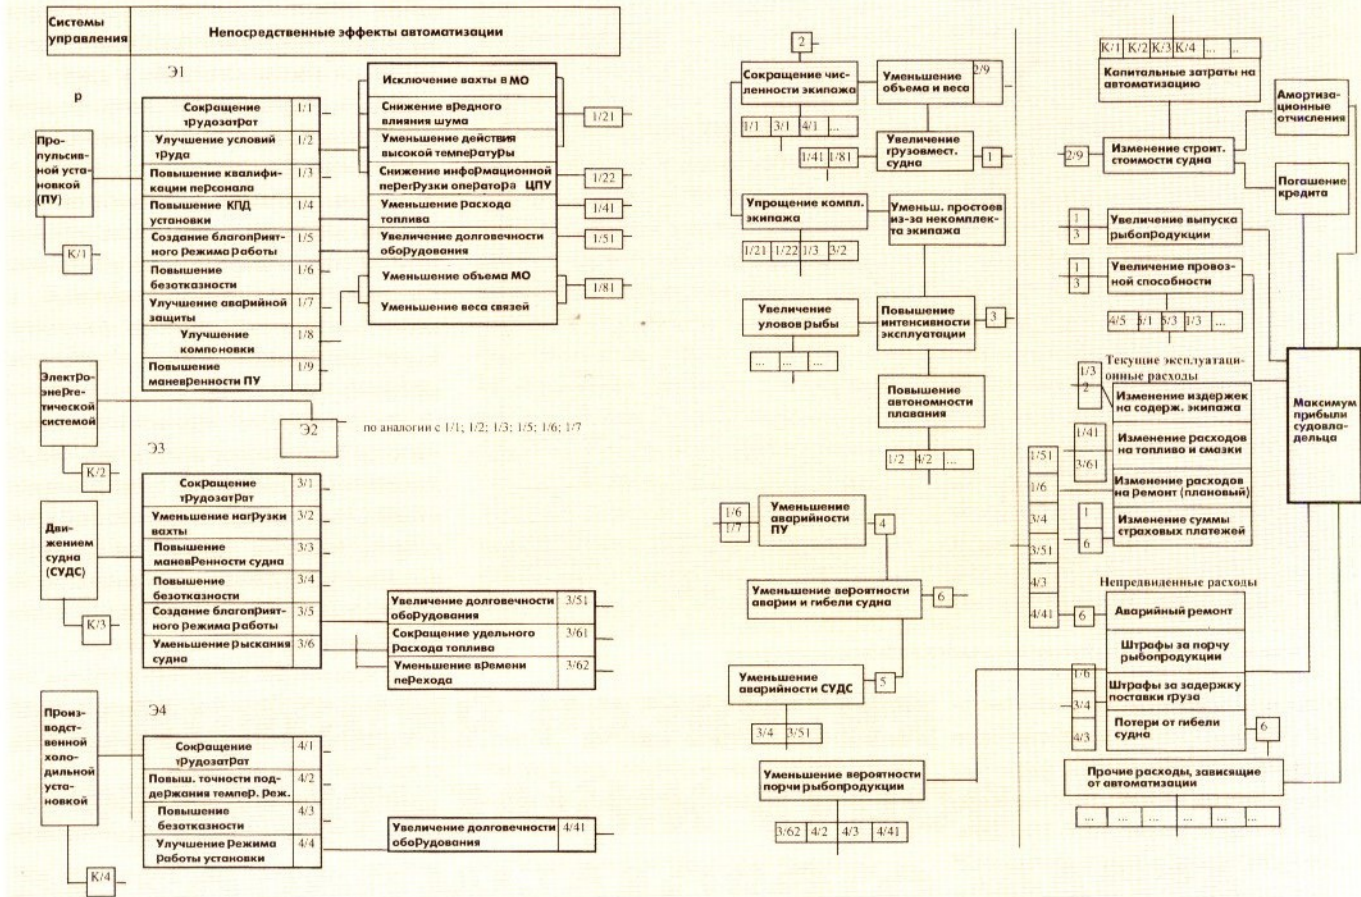 Системы
управления
Непосредственные эффекты автоматизации
Э1
р
Про-
пульсив-
ной уста-
новкой
(ПУ)
К/1
Сокращение
трудозатрат
1/1
Улучшение условий
труда
1/2
Повышение квалифи-
кации персонала
1/3
Повышение КПД
установки
1/4
Создание благоприят-
ного режима работы
1/5
Повышение
безотказности
1/6
Улучшение аварийной
защиты
1/7
Улучшение
компоновки
1/8
Повышение
маневренности ПУ
1/9
Исключение вахты в МО
Снижение вредного
влияния шума
Уменьшение действия
высокой температуры
1/21
Снижение информационной
перегрузки оператора ЦПУ
1/22
Уменьшение расхода
топлива
1/41
Увеличение долговечности
оборудования
1/51
Уменьшение объема МО
Уменьшение веса связей
1/81
Электро-
энерге-
тической
системой
К/2
Э2
по аналогии с 1/1; 1/2; 1/3; 1/5; 1/6; 1/7
Э3
Дви-
жением
судна
(СУДС)
К/3
Сокращение
трудозатрат
3/1
Уменьшение нагрузки
вахты
3/2
Повышение
маневренности судна
3/3
Повышение
безотказности
3/4
Создание благоприят-
ного режима работы
3/5
Уменьшение рыскания
судна
3/6
Увеличение долговечности
оборудования
3/51
Сокращение удельного
расхода топлива
3/61
Уменьшение времени
перехода
3/62
Э4
Произ-
водст-
венной
холо-
дильной
уста-
новкой
К/4
Сокращение
трудозатрат
4/1
Повыш. точности под-
держания темпер. реж.
4/2
Повышение
безотказности
4/3
Улучшение режима
работы установки
4/4
Увеличение долговечности
оборудования
4/41
2
Сокращение чис-
ленности экипажа
1/1 3/1 4/1 ...
Уменьшение
объема и веса
2/9
Увеличение
грузовмест.
судна
1/41 1/81
1
Упрощение компл.
экипажа
1/21 1/22 1/3 3/2
Уменьш. простоев
из-за некомплек-
та экипажа
Увеличение
уловов рыбы
... ... ...
Повышение
интенсивности
эксплуатации
3
Повышение
автономности
плавания
1/2 4/2 ...
1/6
1/7
Уменьшение
аварийности
ПУ
4
Уменьшение вероятности
аварии и гибели судна
6
Уменьшение
аварийности СУДС
5
3/4 3/51
Уменьшение вероятности
порчи рыбопродукции
3/62 4/2 4/3 4/41
К/1 К/2 К/3 К/4 ... ..
Капитальные затраты на
автоматизацию
Амортиза-
ционные
отчисления
2/9
Изменение строит.
стоимости судна
Погашение
кредита
1
3
Увеличение выпуска
рыбопродукции
1
3
Увеличение провоз-
ной способности
4/5 5/1 5/3 1/3 ...
Текущие эксплуатаци-
онные расходы
1/3
2
Изменение издержек
на содерж. экипажа
1/41
3/61
Изменение расходов
на топливо и смазки
1/51
1/6
3/4
3/51
4/3
4/41
Изменение расходов
на ремонт (плановый)
1
6
Изменение суммы
страховых платежей
Максимум
прибыли
судовла-
дельца
Непредвиденные расходы
6
Аварийный ремонт
Штрафы за порчу
рыбопродукции
1/6
3/4
4/3
Штрафы за задержку
поставки груза
Потери от гибели
судна
6
Прочие расходы, зависящие
от автоматизации
... ... ... ... ... ...